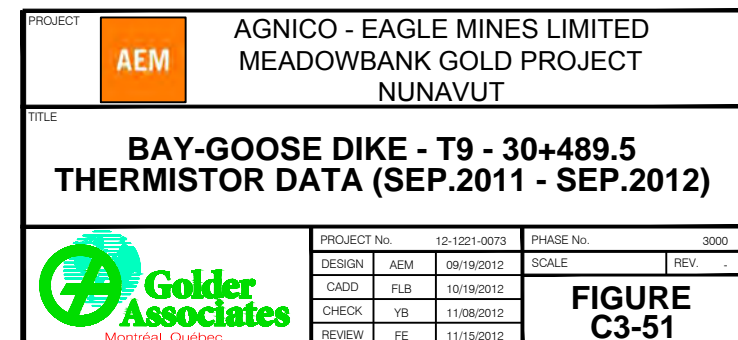 PROJECT
AEM
AGNICO - EAGLE MINES LIMITED
MEADOWBANK GOLD PROJECT
NUNAVUT
TITLE
BAY-GOOSE DIKE - T9 - 30+489.5
THERMISTOR DATA (SEP.2011 - SEP.2012)
Golder
Associates
Montréal, Québec
PROJECT No. 12-1221-0073 PHASE No. 3000
DESIGN AEM 09/19/2012 SCALE REV. -
CADD FLB 10/19/2012
CHECK YB 11/08/2012
REVIEW FE 11/15/2012
FIGURE
C3-51